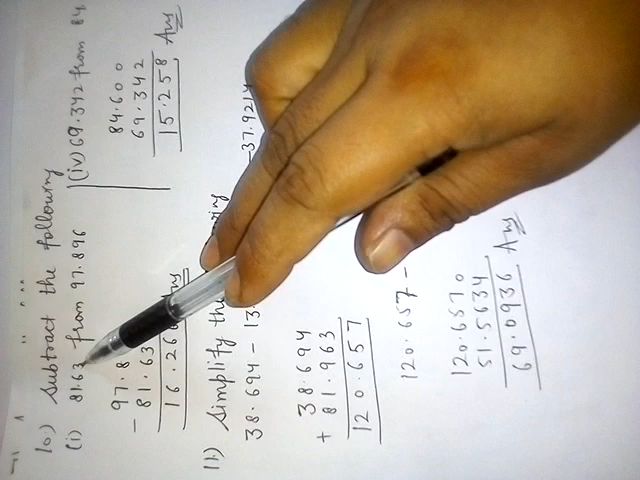 10) Subtract the following
(i) 81.63 from 97.896
97.8
- 81.63
16.26
(iv) 69.342 from 84
84.600
69.342
15.258 Ans
11.) Simplify the
38.694 - 13 -37.9214
38.694
+ 81.963
120.657
120.657 -
120.6570
51.5634
69.0936 Ans